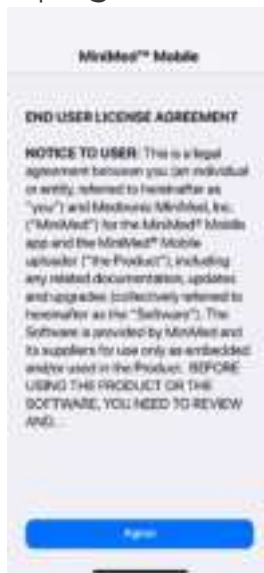 MiniMed™ Mobile
END USER LICENSE AGREEMENT
NOTICE TO USER: This is a legal
agreement between you (an individual
or entity, referred to hereinafter as
"you") and Medtronic MiniMed, Inc.
("MiniMed") for the MiniMed® Mobile
app and the MiniMed® Mobile
uploader ("the Product"), including
any related documentation, updates
and upgrades (collectively referred to
hereinafter as the "Software"). The
Software is provided by MiniMed and
its suppliers for use only as embedded
and/or used in the Product. BEFORE
USING THE PRODUCT OR THE
SOFTWARE, YOU NEED TO REVIEW
AND...
Agree